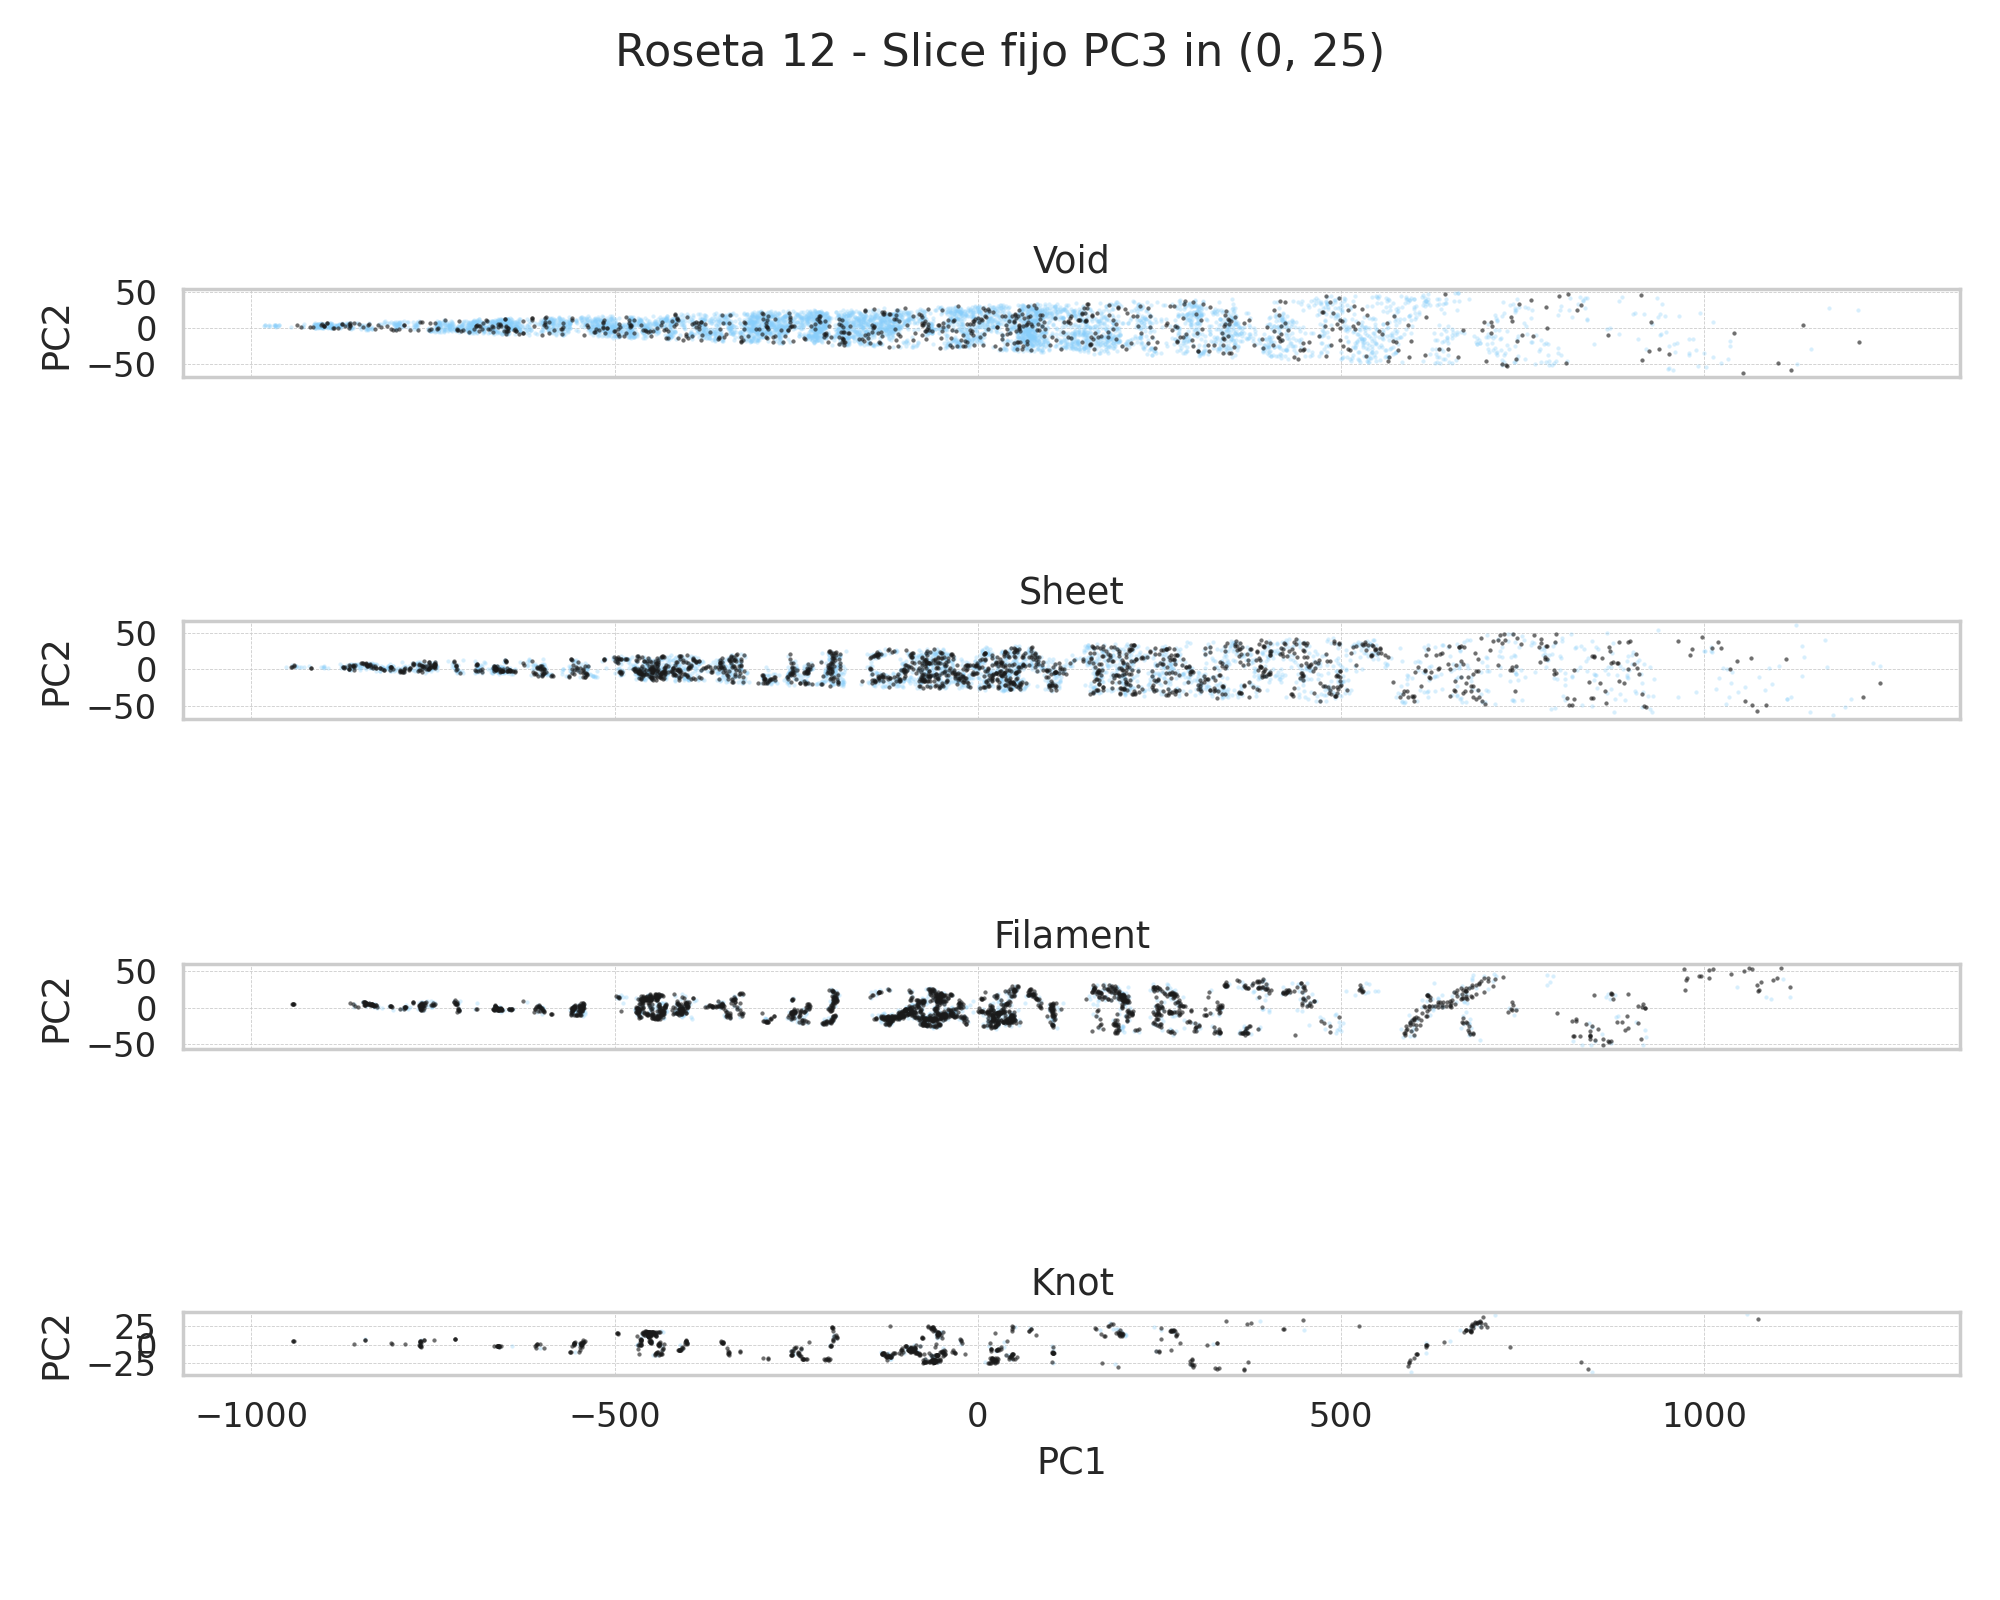 Roseta 12 - Slice fijo PC3 in (0, 25)
Void
50
0
−50
PC2
Sheet
50
0
−50
PC2
Filament
50
0
−50
PC2
Knot
25
0
−25
PC2
−1000 −500 0 500 1000
PC1